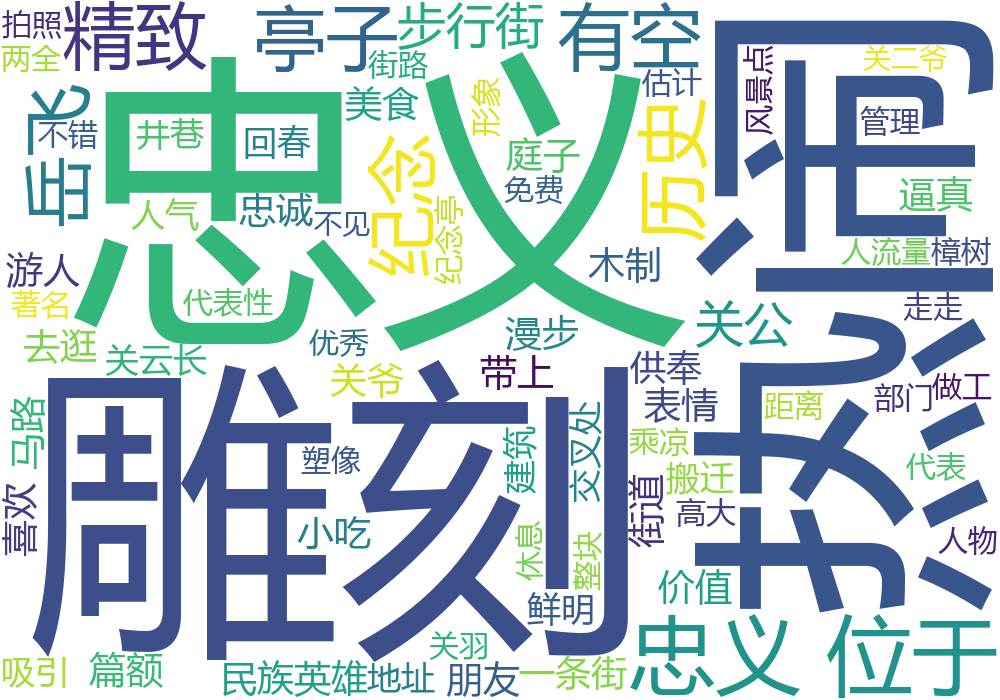 拍照
精致
亭子
步行街
有空
关二爷
两全
街路
估计
风景点
闹热
岳飞
不错
井巷
回春
美食
形象
历史
管理
忠义
纪念
庭子
免费
逼真
人气
忠诚
不见
纪念亭
木制
人流量
樟树
游人
著名
代表性
走走
去逛
关云长
优秀
漫步
关公
关爷
带上
供奉
表情
距离
部门
做工
马路
雕刻
塑像
建筑
交叉处
乘凉
搬迁
代表
喜欢
小吃
街道
高大
人物
休息
整块
鲜明
价值
吸引
篇额
关羽
忠义
位于
民族英雄
地址
朋友
一条街